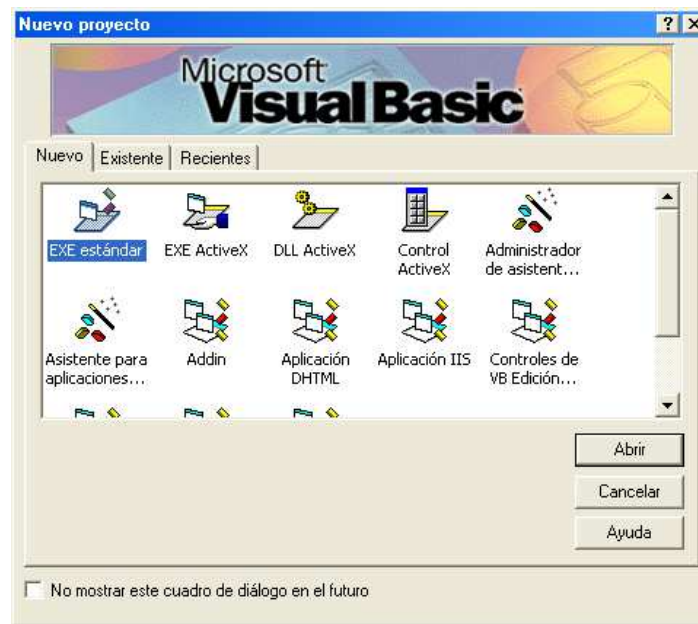 Nuevo proyecto
Microsoft
Visual Basic
Nuevo Existente Recientes
EXE estándar EXE ActiveX DLL ActiveX Control ActiveX Administrador de asistent...
Asistente para aplicaciones... Addin Aplicación DHTML Aplicación IIS Controles de VB Edición...
Abrir
Cancelar
Ayuda
No mostrar este cuadro de diálogo en el futuro